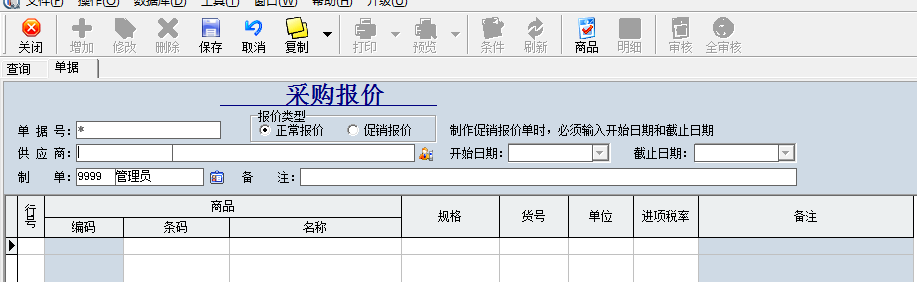 文件(F) 操作(O) 数据库(D) 工具(T) 窗口(W) 帮助(H) 升级(U)
关闭 增加 修改 删除 保存 取消 复制 打印 预览 条件 刷新 商品 明细 审核 全审核
查询 单据
采购报价
报价类型
单 据 号: * 正常报价 促销报价 制作促销报价单时，必须输入开始日期和截止日期
供 应 商: 开始日期: 截止日期:
制 单: 9999 管理员 备 注:
行号 商品 规格 货号 单位 进项税率 备注
编码 条码 名称